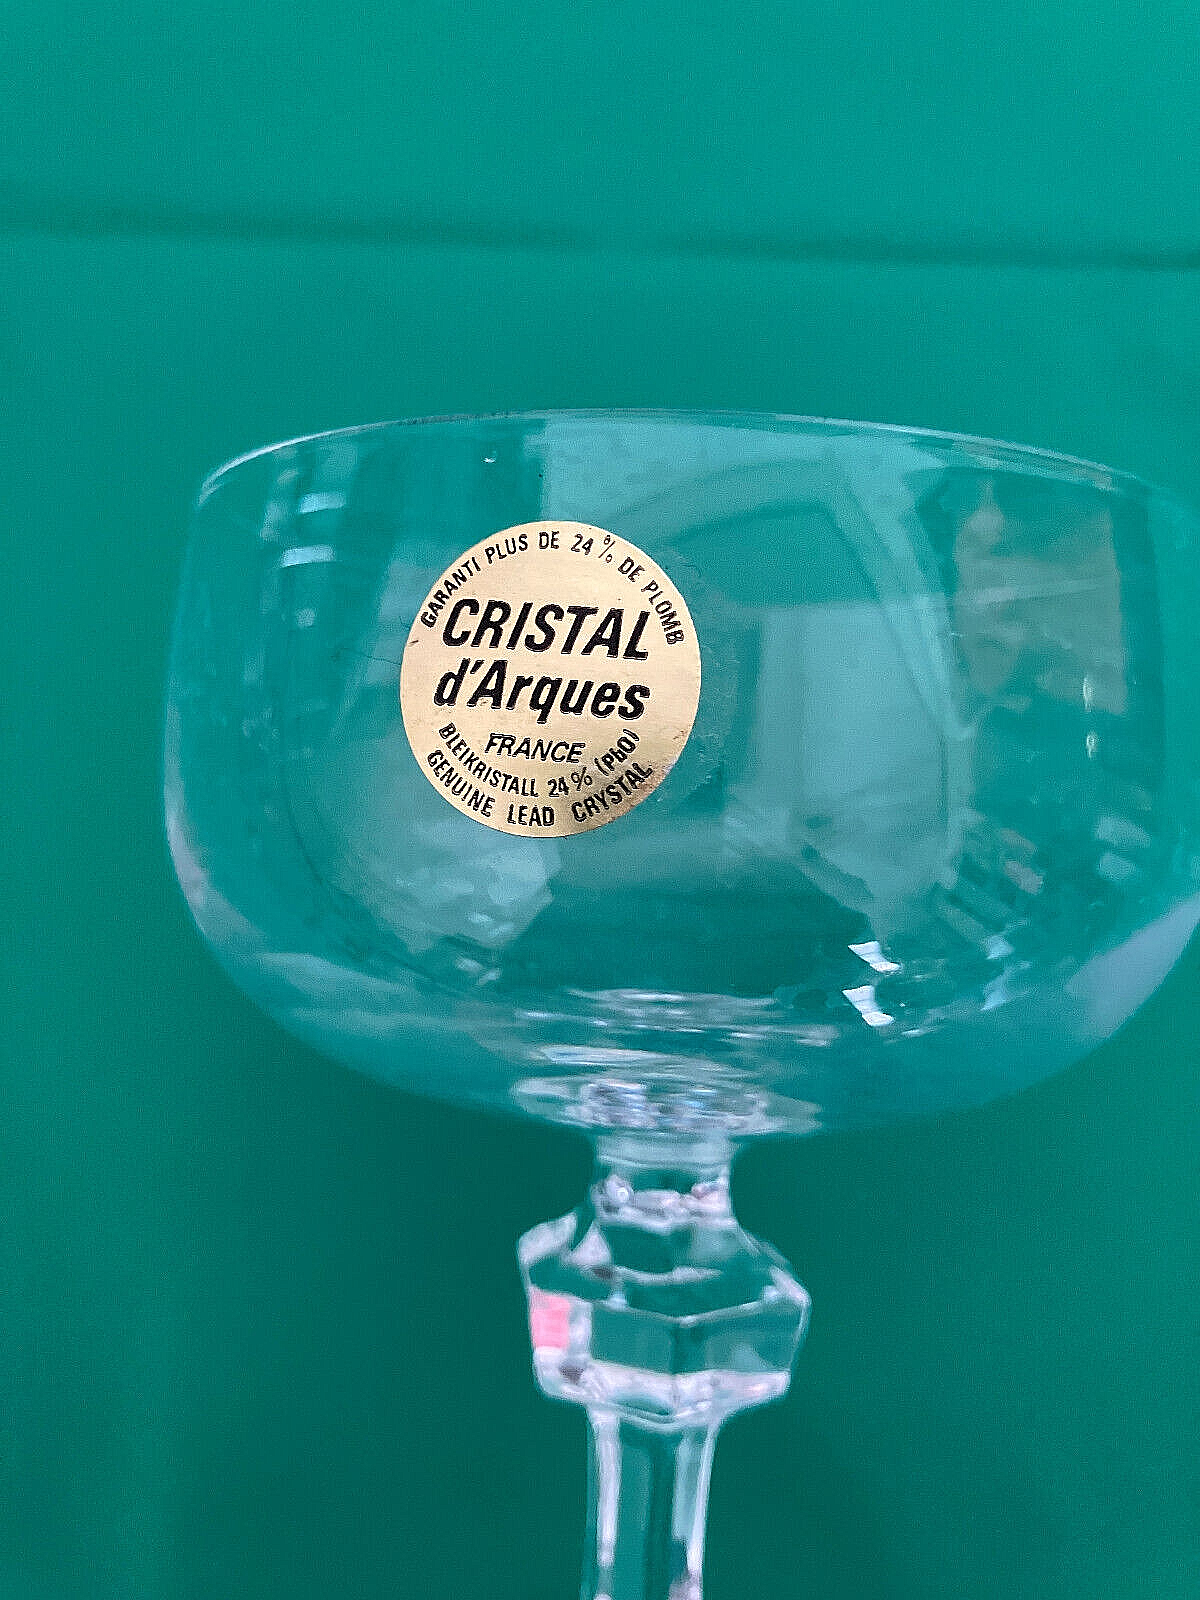 GARANTI PLUS DE 24 % DE PLOMB
CRISTAL
d'Arques
FRANCE
BLEIKRISTALL 24 % (PbO)
GENUINE LEAD CRYSTAL